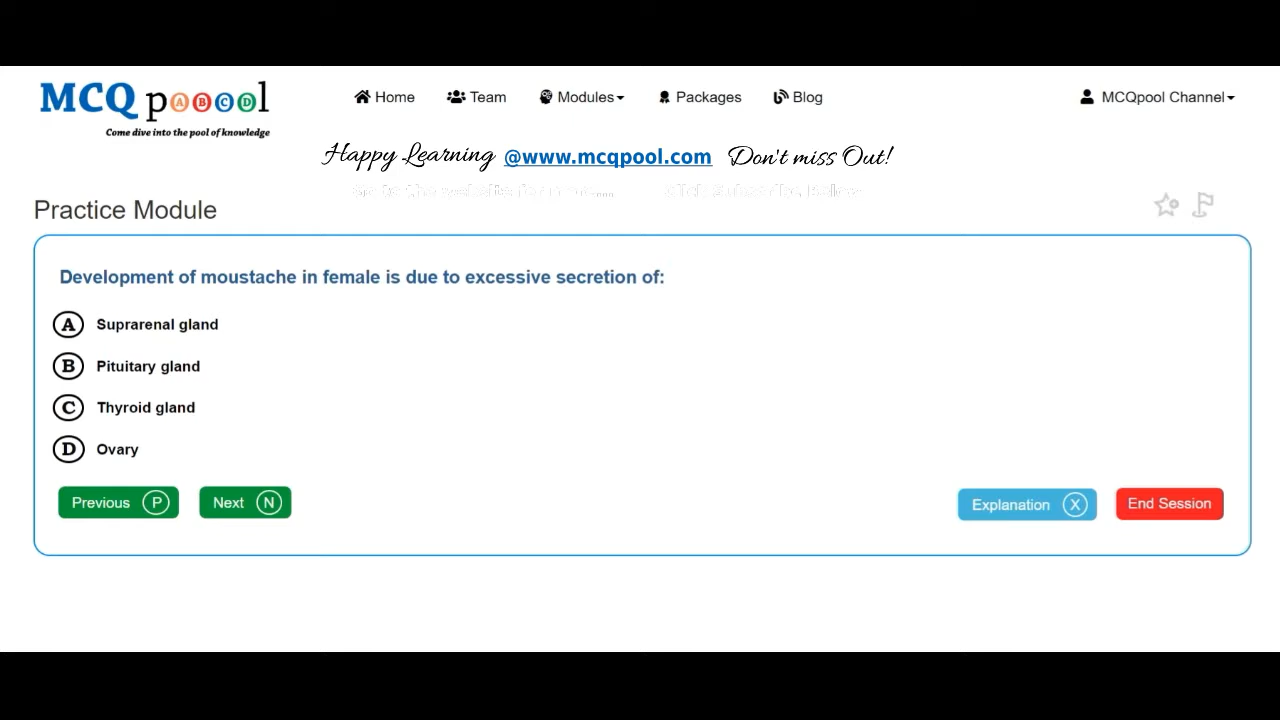 MCQ pooool
Come dive into the pool of knowledge
Home Team Modules Packages Blog MCQpool Channel
Happy Learning @www.mcqpool.com Don't miss Out!
Practice Module
Development of moustache in female is due to excessive secretion of:
A Suprarenal gland
B Pituitary gland
C Thyroid gland
D Ovary
Previous P Next N Explanation X End Session